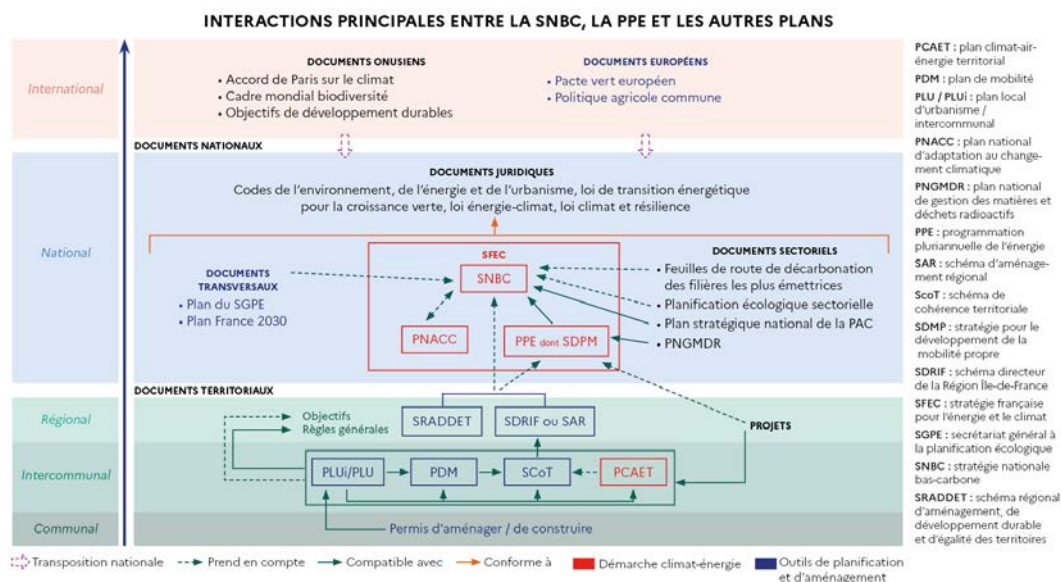 INTERACTIONS PRINCIPALES ENTRE LA SNBC, LA PPE ET LES AUTRES PLANS
International
DOCUMENTS ONUSIENS
• Accord de Paris sur le climat
• Cadre mondial biodiversité
• Objectifs de développement durables
DOCUMENTS EUROPÉENS
• Pacte vert européen
• Politique agricole commune
DOCUMENTS NATIONAUX
National
DOCUMENTS JURIDIQUES
Codes de l'environnement, de l'énergie et de l'urbanisme, loi de transition énergétique
pour la croissance verte, loi énergie-climat, loi climat et résilience
DOCUMENTS
TRANSVERSAUX
• Plan du SGPE
• Plan France 2030
SFEC
SNBC
PNACC
PPE dont SDPM
DOCUMENTS SECTORIELS
• Feuilles de route de décarbonation
des filières les plus émettrices
• Planification écologique sectorielle
• Plan stratégique national de la PAC
• PNGMDR
DOCUMENTS TERRITORIAUX
Régional
Objectifs
Règles générales
SRADDET
SDRIF ou SAR
PROJETS
Intercommunal
PLUi/PLU
PDM
SCoT
PCAET
Communal
Permis d'aménager / de construire
Transposition nationale
Prend en compte
Compatible avec
Conforme à
Démarche climat-énergie
Outils de planification
et d'aménagement
PCAET : plan climat-air-
énergie territorial
PDM : plan de mobilité
PLU / PLUi : plan local
d'urbanisme /
intercommunal
PNACC : plan national
d'adaptation au change-
ment climatique
PNGMDR : plan national
de gestion des matières et
déchets radioactifs
PPE : programmation
pluriannuelle de l'énergie
SAR : schéma d'aména-
gement régional
ScoT : schéma de
cohérence territoriale
SDMP : stratégie pour le
développement de la
mobilité propre
SDRIF : schéma directeur
de la Région Île-de-France
SFEC : stratégie française
pour l'énergie et le climat
SGPE : secrétariat général à
la planification écologique
SNBC : stratégie nationale
bas-carbone
SRADDET : schéma régional
d'aménagement, de
développement durable
et d'égalité des territoires